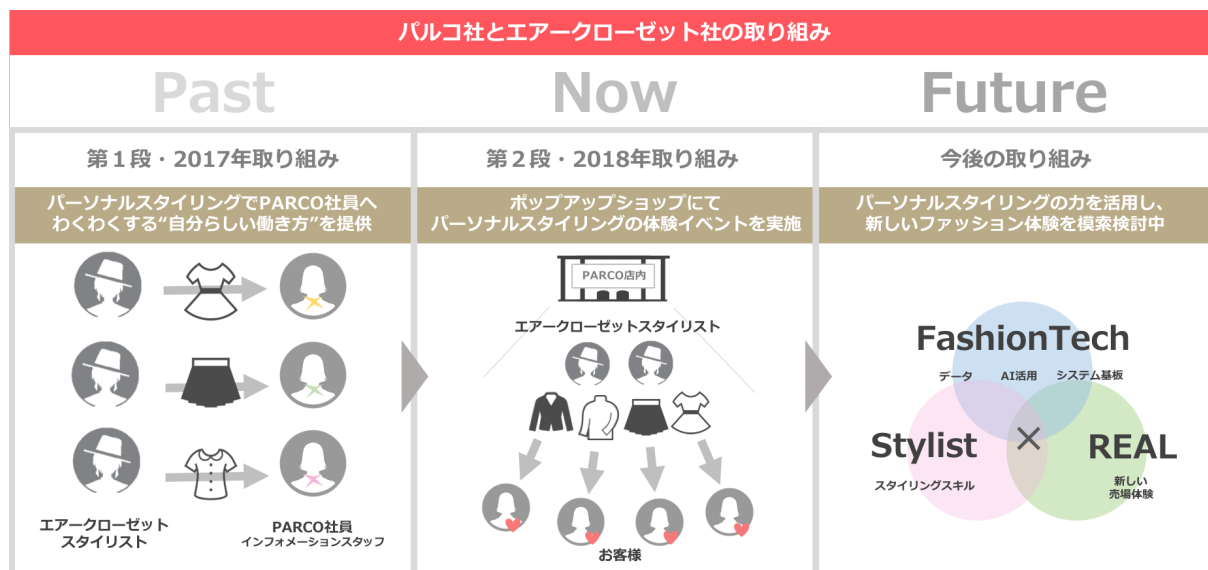 パルコ社とエアークローゼット社の取り組み
Past
Now
Future
第１段・2017年取り組み
パーソナルスタイリングでPARCO社員へ
わくわくする“自分らしい働き方”を提供
エアークローゼット
スタイリスト
PARCO社員
インフォメーションスタッフ
第２段・2018年取り組み
ポップアップショップにて
パーソナルスタイリングの体験イベントを実施
PARCO店内
エアークローゼットスタイリスト
お客様
今後の取り組み
パーソナルスタイリングの力を活用し、
新しいファッション体験を模索検討中
FashionTech
データ AI活用 システム基板
Stylist
スタイリングスキル
×
REAL
新しい
売場体験